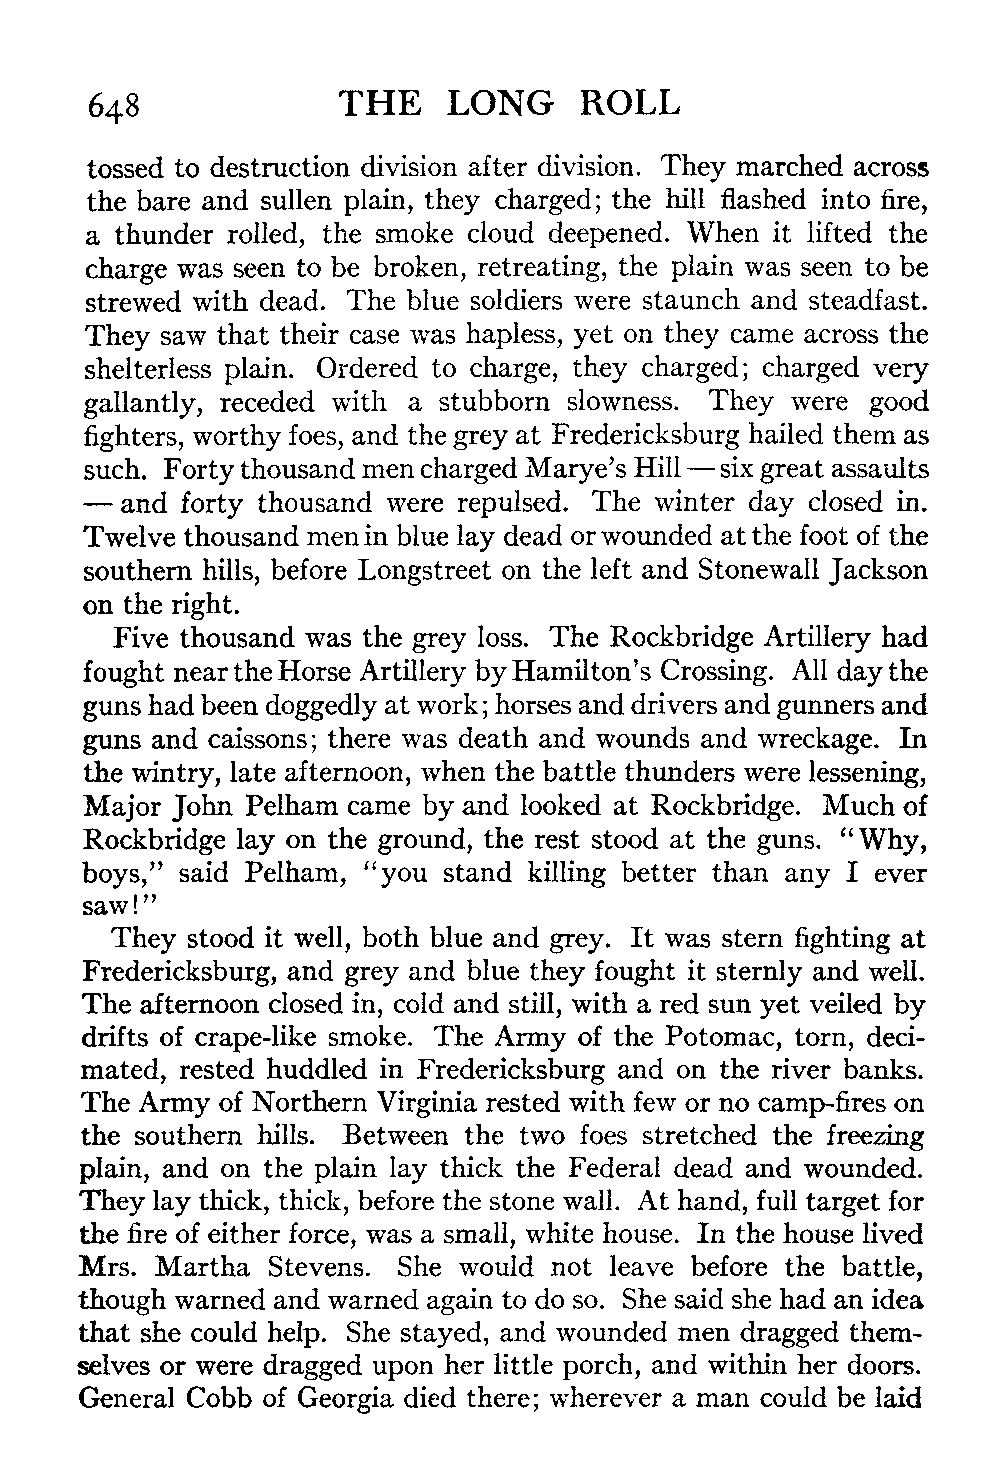 648 THE LONG ROLL
tossed to destruction division after division. They marched across
the bare and sullen plain, they charged; the hill flashed into fire,
a thunder rolled, the smoke cloud deepened. When it lifted the
charge was seen to be broken, retreating, the plain was seen to be
strewed with dead. The blue soldiers were staunch and steadfast.
They saw that their case was hapless, yet on they came across the
shelterless plain. Ordered to charge, they charged; charged very
gallantly, receded with a stubborn slowness. They were good
fighters, worthy foes, and the grey at Fredericksburg hailed them as
such. Forty thousand men charged Marye's Hill — six great assaults
— and forty thousand were repulsed. The winter day closed in.
Twelve thousand men in blue lay dead or wounded at the foot of the
southern hills, before Longstreet on the left and Stonewall Jackson
on the right.
Five thousand was the grey loss. The Rockbridge Artillery had
fought near the Horse Artillery by Hamilton's Crossing. All day the
guns had been doggedly at work; horses and drivers and gunners and
guns and caissons; there was death and wounds and wreckage. In
the wintry, late afternoon, when the battle thunders were lessening,
Major John Pelham came by and looked at Rockbridge. Much of
Rockbridge lay on the ground, the rest stood at the guns. "Why,
boys," said Pelham, "you stand killing better than any I ever
saw!"
They stood it well, both blue and grey. It was stern fighting at
Fredericksburg, and grey and blue they fought it sternly and well.
The afternoon closed in, cold and still, with a red sun yet veiled by
drifts of crape-like smoke. The Army of the Potomac, torn, deci-
mated, rested huddled in Fredericksburg and on the river banks.
The Army of Northern Virginia rested with few or no camp-fires on
the southern hills. Between the two foes stretched the freezing
plain, and on the plain lay thick the Federal dead and wounded.
They lay thick, thick, before the stone wall. At hand, full target for
the fire of either force, was a small, white house. In the house lived
Mrs. Martha Stevens. She would not leave before the battle,
though warned and warned again to do so. She said she had an idea
that she could help. She stayed, and wounded men dragged them-
selves or were dragged upon her little porch, and within her doors.
General Cobb of Georgia died there; wherever a man could be laid